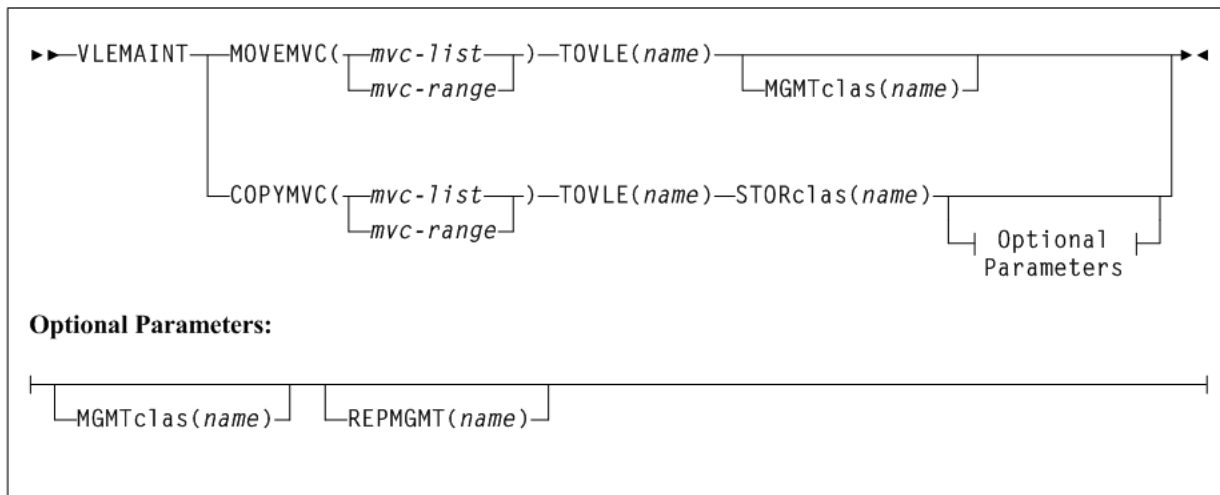 VLEMAINT MOVEMVC( mvc-list ) TOVLE(name)
mvc-range MGMTclas(name)
COPYMVC( mvc-list ) TOVLE(name) STORclas(name)
mvc-range Optional
Parameters
Optional Parameters:
MGMTclas(name) REPMGMT(name)